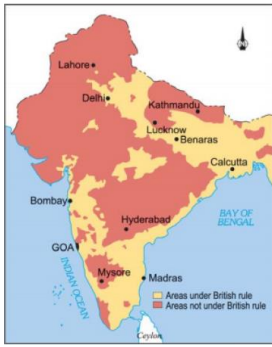 N
Lahore
Delhi
Kathmandu
Lucknow
Benaras
Calcutta
Bombay
Hyderabad
BAY OF
BENGAL
GOA
INDIAN OCEAN
Mysore
Madras
Areas under British rule
Areas not under British rule
Ceylon